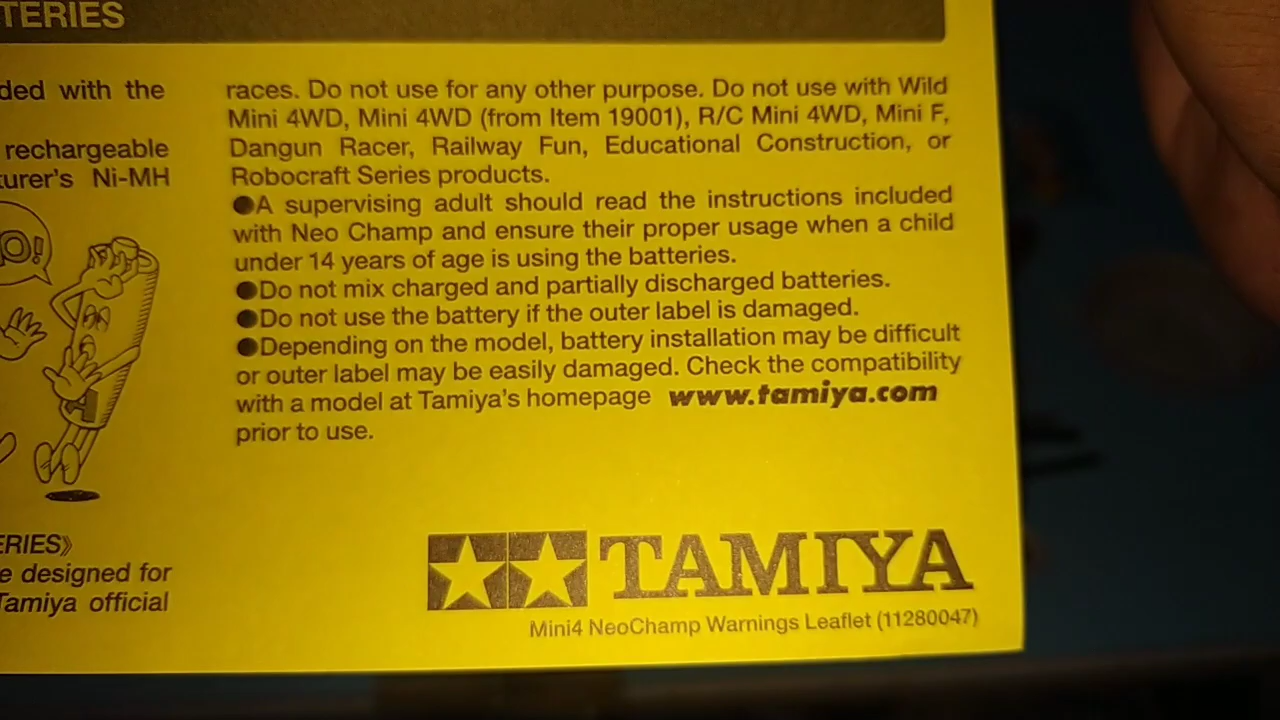 TERIES
ded with the
rechargeable
turer's Ni-MH
O!
ERIES》
e designed for
Tamiya official
races. Do not use for any other purpose. Do not use with Wild
Mini 4WD, Mini 4WD (from Item 19001), R/C Mini 4WD, Mini F,
Dangun Racer, Railway Fun, Educational Construction, or
Robocraft Series products.
●A supervising adult should read the instructions included
with Neo Champ and ensure their proper usage when a child
under 14 years of age is using the batteries.
●Do not mix charged and partially discharged batteries.
●Do not use the battery if the outer label is damaged.
●Depending on the model, battery installation may be difficult
or outer label may be easily damaged. Check the compatibility
with a model at Tamiya's homepage www.tamiya.com
prior to use.
TAMIYA
Mini4 NeoChamp Warnings Leaflet (11280047)